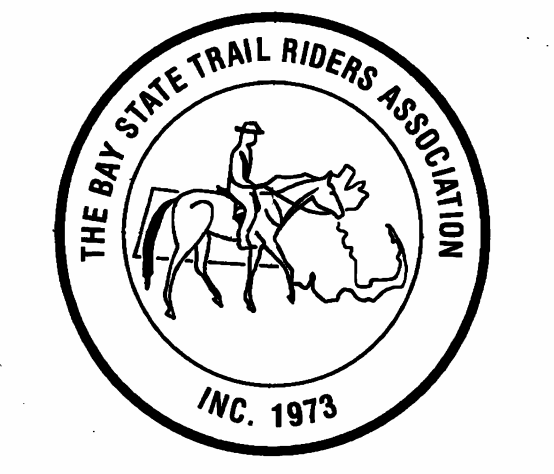 THE BAY STATE TRAIL RIDERS ASSOCIATION
INC. 1973